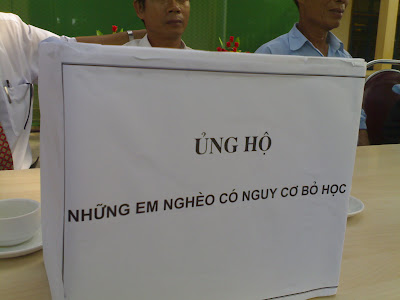 ỦNG HỘ
NHỮNG EM NGHÈO CÓ NGUY CƠ BỎ HỌC